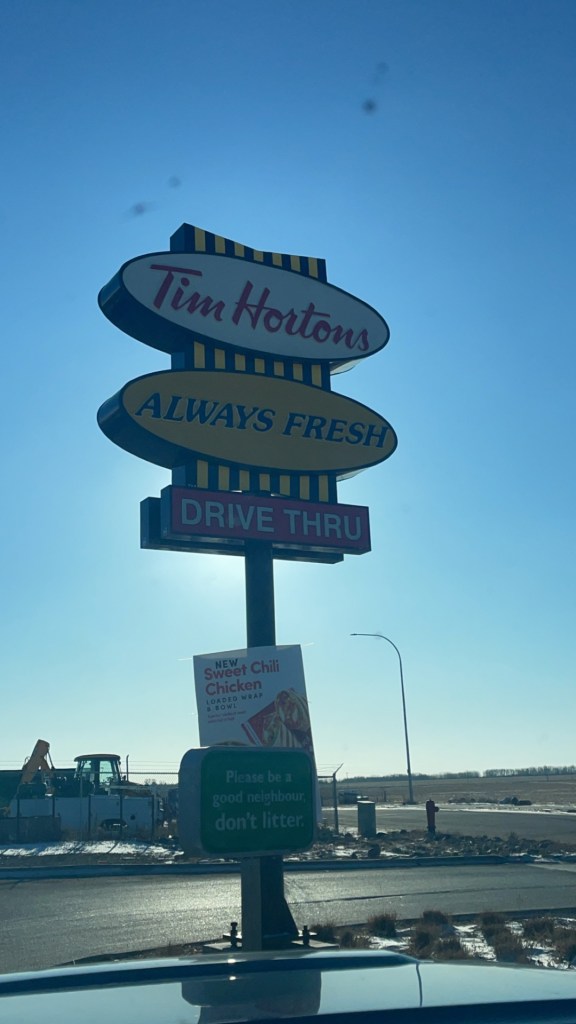 Tim Hortons
ALWAYS FRESH
DRIVE THRU
NEW
Sweet Chili
Chicken
LOADED WRAP
& BOWL
Please be a
good neighbour,
don't litter.